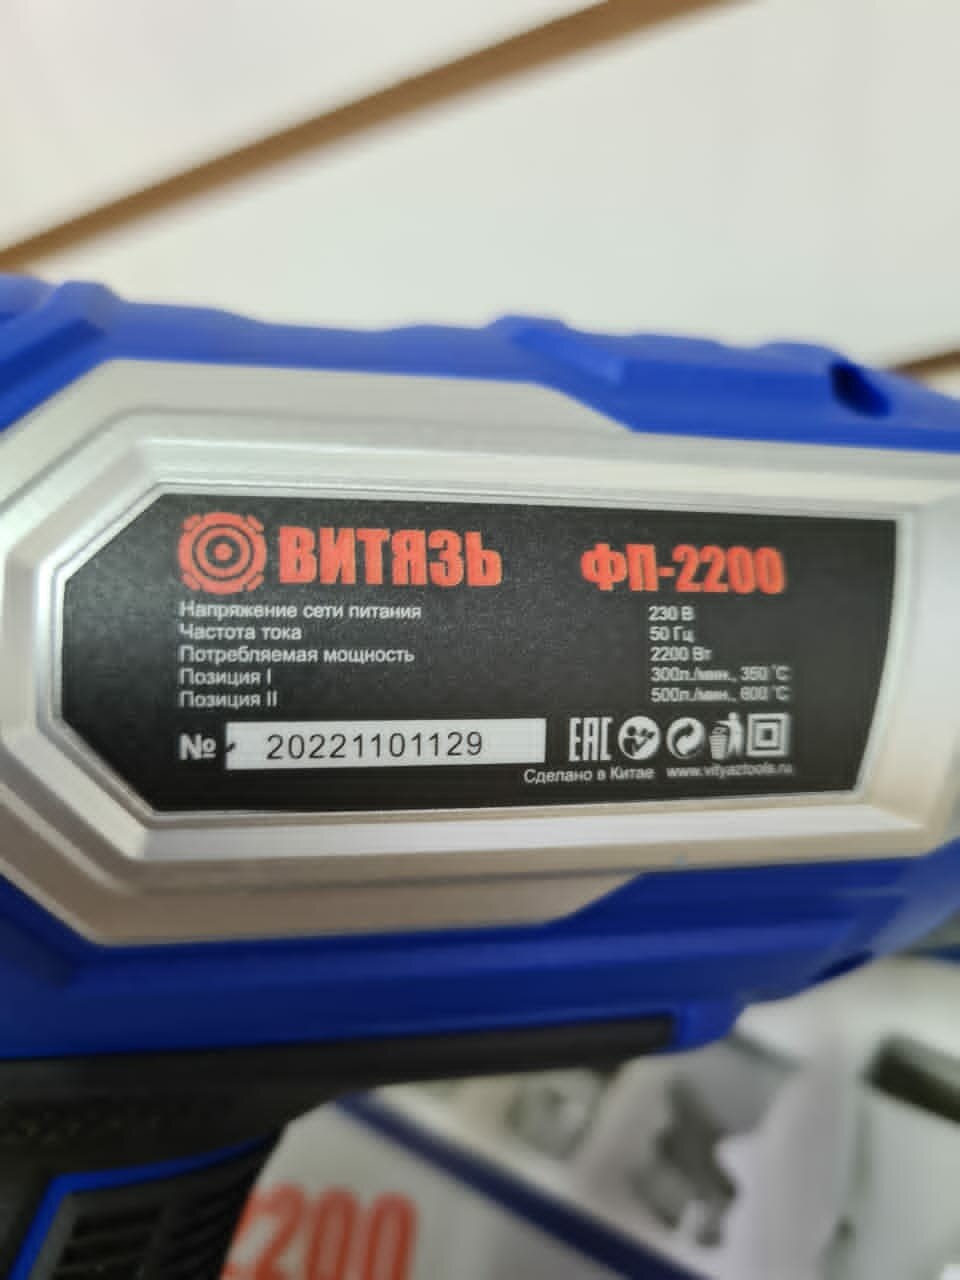 ВИТЯЗЬ ФП-2200
Напряжение сети питания 230 В
Частота тока 50 Гц
Потребляемая мощность 2200 Вт
Позиция I 300л./мин., 350 °C
Позиция II 500л./мин., 600 °C
№ 20221101129 EAC
Сделано в Китае www.vityaztools.ru
2200